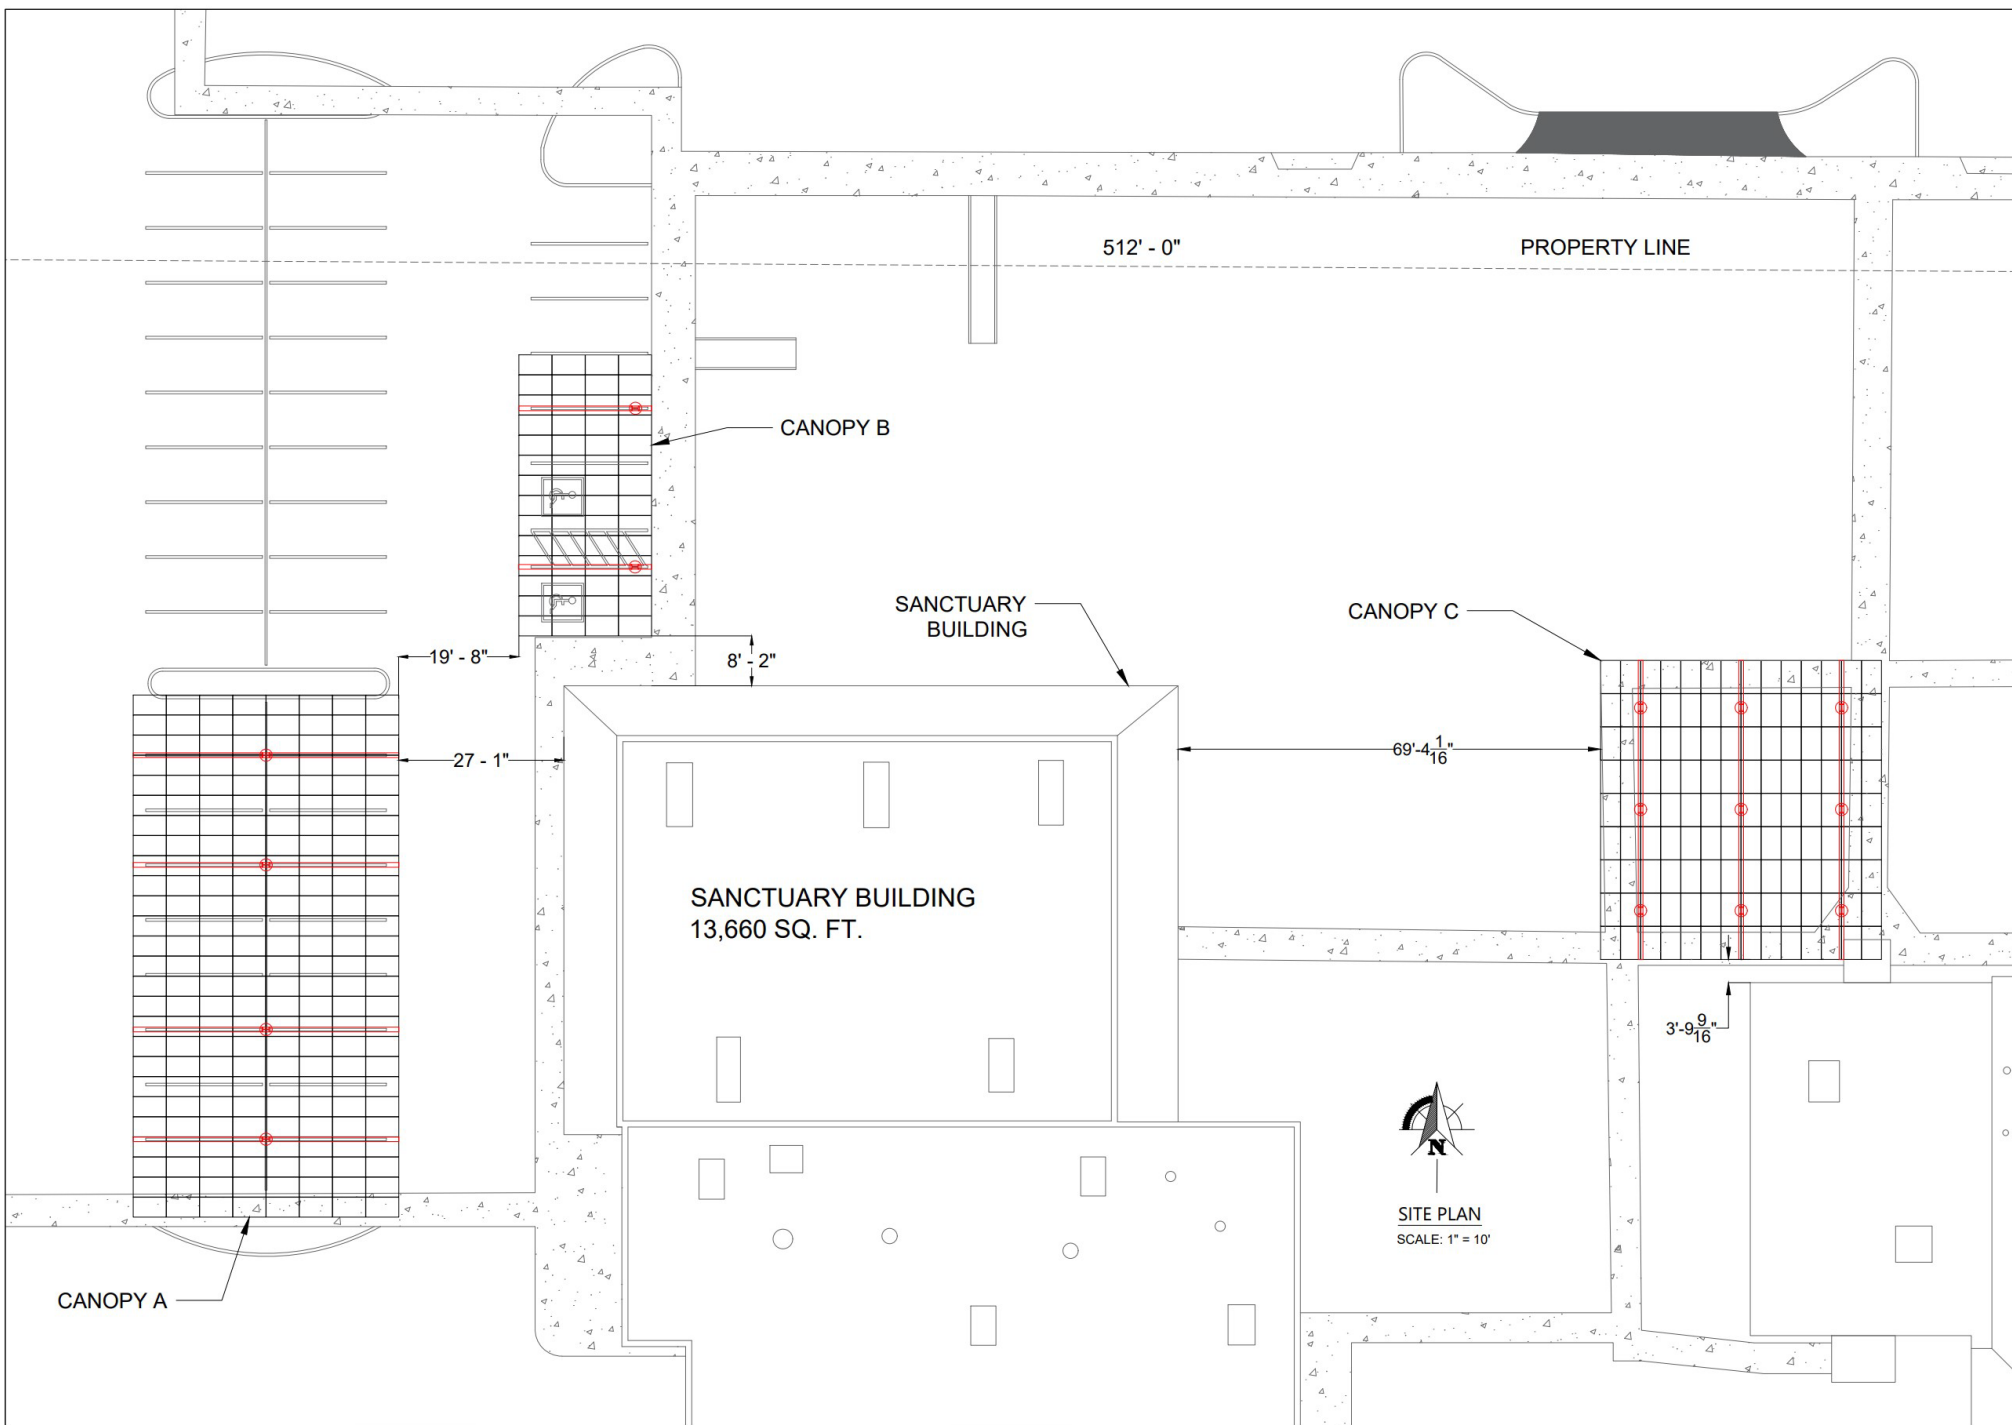 512' - 0"
PROPERTY LINE
CANOPY B
SANCTUARY
BUILDING
CANOPY C
19' - 8"
8' - 2"
27 - 1"
69'-4 1/16"
SANCTUARY BUILDING
13,660 SQ. FT.
3'-9 9/16"
N
SITE PLAN
SCALE: 1" = 10'
CANOPY A